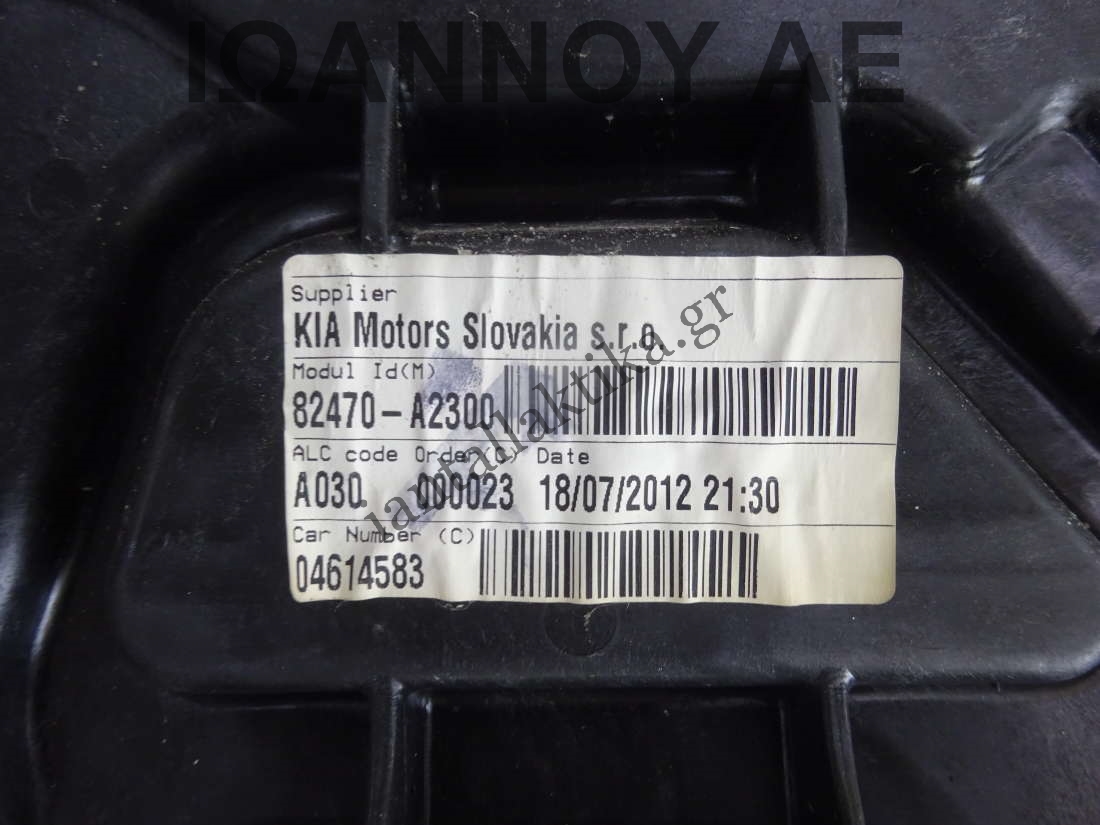 IQANNOY AE
Supplier
KIA Motors Slovakia s.r.o.
Modul Id(M)
82470-A2300
ALC code Order(C) Date
A030 000023 18/07/2012 21:30
Car Number (C)
04614583
iantallaktika.gr